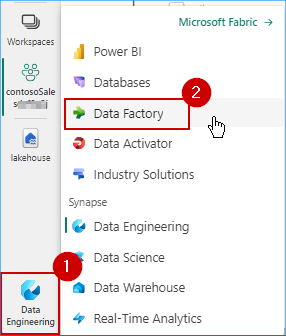 Workspaces
contosoSale
lakehouse
1
Data
Engineering
Microsoft Fabric →
Power BI
Databases
2
Data Factory
Data Activator
Industry Solutions
Synapse
Data Engineering
Data Science
Data Warehouse
Real-Time Analytics